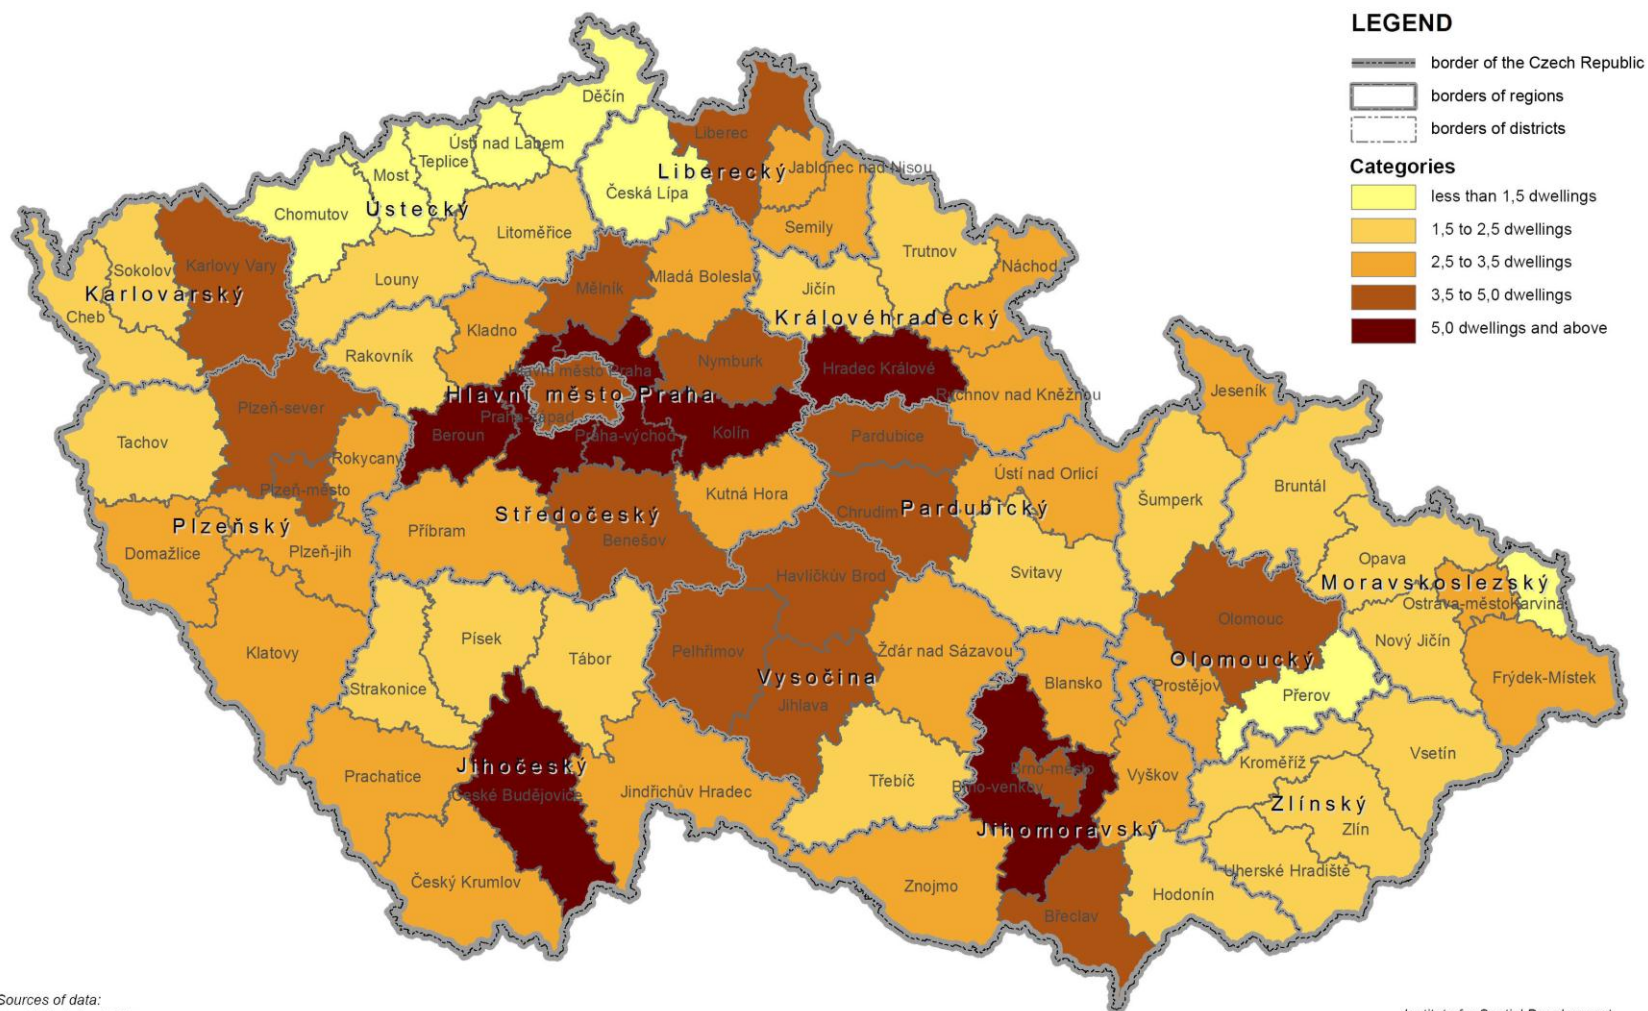 LEGEND
border of the Czech Republic
borders of regions
borders of districts
Categories
less than 1,5 dwellings
1,5 to 2,5 dwellings
2,5 to 3,5 dwellings
3,5 to 5,0 dwellings
5,0 dwellings and above
Děčín
Liberec
Ústí nad Labem
Teplice
Jablonec nad Nisou
Liberecký
Most
Česká Lípa
Chomutov
Ústecký
Semily
Litoměřice
Trutnov
Karlovy Vary
Náchod
Sokolov
Mladá Boleslav
Louny
Mělník
Jičín
Karlovarský
Cheb
Královéhradecký
Kladno
Rakovník
Nymburk
Hradec Králové
Hlavní město Praha
Jeseník
Hlavní město Praha
Rychnov nad Kněžnou
Plzeň-sever
Praha-západ
Beroun
Praha-východ
Kolín
Pardubice
Tachov
Rokycany
Ústí nad Orlicí
Bruntál
Plzeň-město
Kutná Hora
Šumperk
Chrudim
Pardubický
Středočeský
Plzeňský
Příbram
Benešov
Domažlice
Plzeň-jih
Opava
Svitavy
Havlíčkův Brod
Moravskoslezský
Ostrava-město
Karviná
Olomouc
Písek
Nový Jičín
Klatovy
Tábor
Pelhřimov
Žďár nad Sázavou
Olomoucký
Vysočina
Frýdek-Místek
Strakonice
Blansko
Prostějov
Přerov
Jihlava
Vsetín
Jihočeský
Kroměříž
Prachatice
Třebíč
Brno-město
Vyškov
Brno-venkov
České Budějovice
Jindřichův Hradec
Zlínský
Jihomoravský
Zlín
Uherské Hradiště
Český Krumlov
Znojmo
Hodonín
Břeclav
Sources of data: